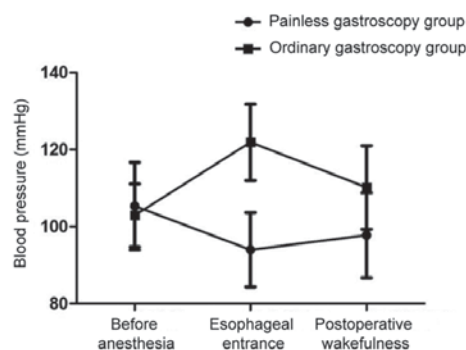 Painless gastroscopy group
Ordinary gastroscopy group
140
120
100
80
Blood pressure (mmHg)
Before
anesthesia
Esophageal
entrance
Postoperative
wakefulness